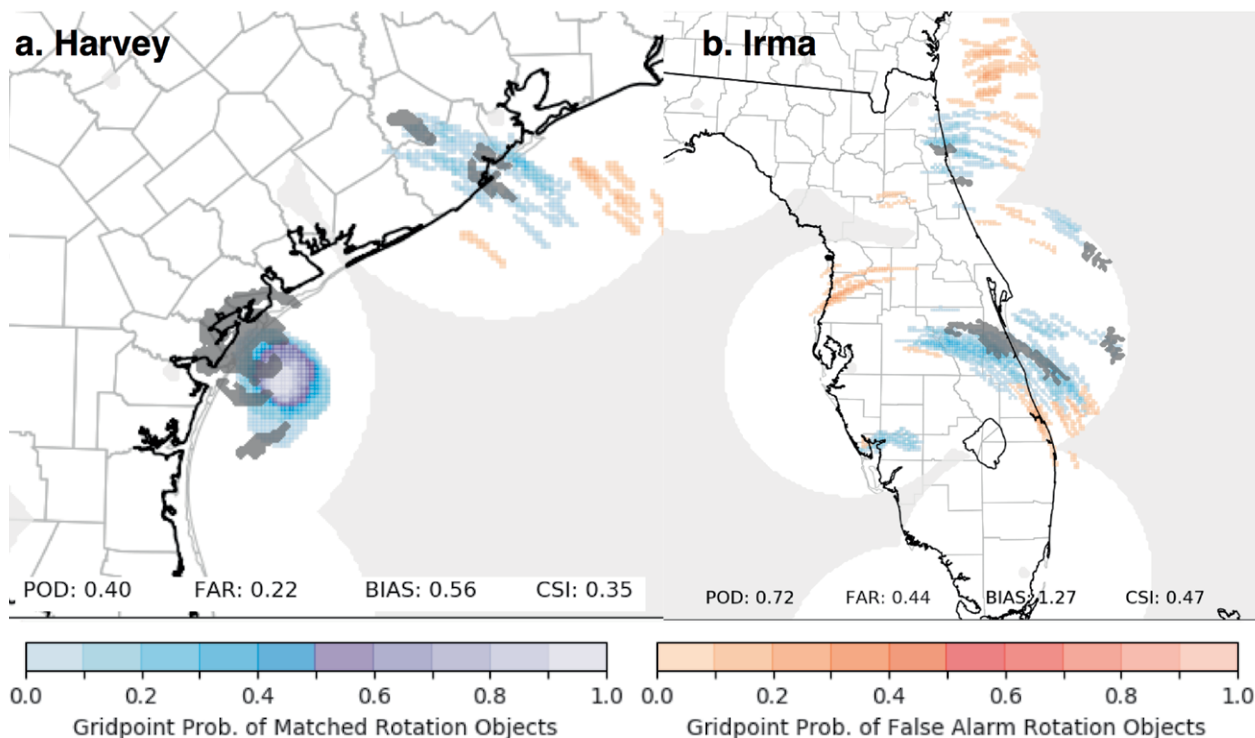 a. Harvey
b. Irma
POD: 0.40 FAR: 0.22 BIAS: 0.56 CSI: 0.35
POD: 0.72 FAR: 0.44 BIAS: 1.27 CSI: 0.47
0.0 0.2 0.4 0.6 0.8 1.0
Gridpoint Prob. of Matched Rotation Objects
0.0 0.2 0.4 0.6 0.8 1.0
Gridpoint Prob. of False Alarm Rotation Objects